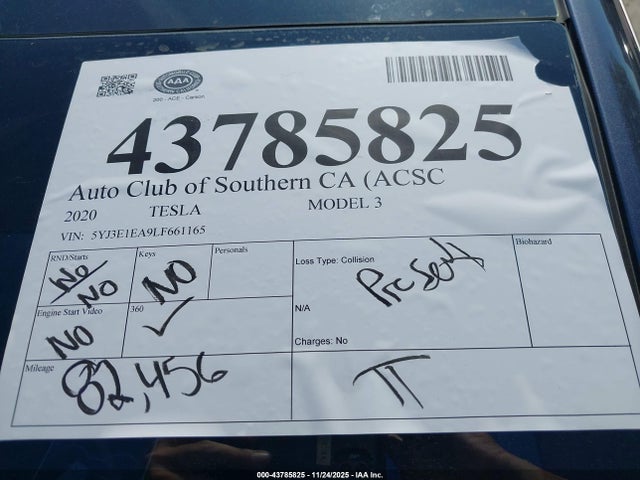 AAA
200 - ACE - Carson
43785825
Auto Club of Southern CA (ACSC
2020 TESLA MODEL 3
VIN: 5YJ3E1EA9LF661165
RND/Starts
No
NO
Keys
NO
Personals
Loss Type: Collision
N/A
Charges: No
Biohazard
Engine Start Video
NO
360
✓
Mileage
82,456
000-43785825 - 11/24/2025 - IAA Inc.